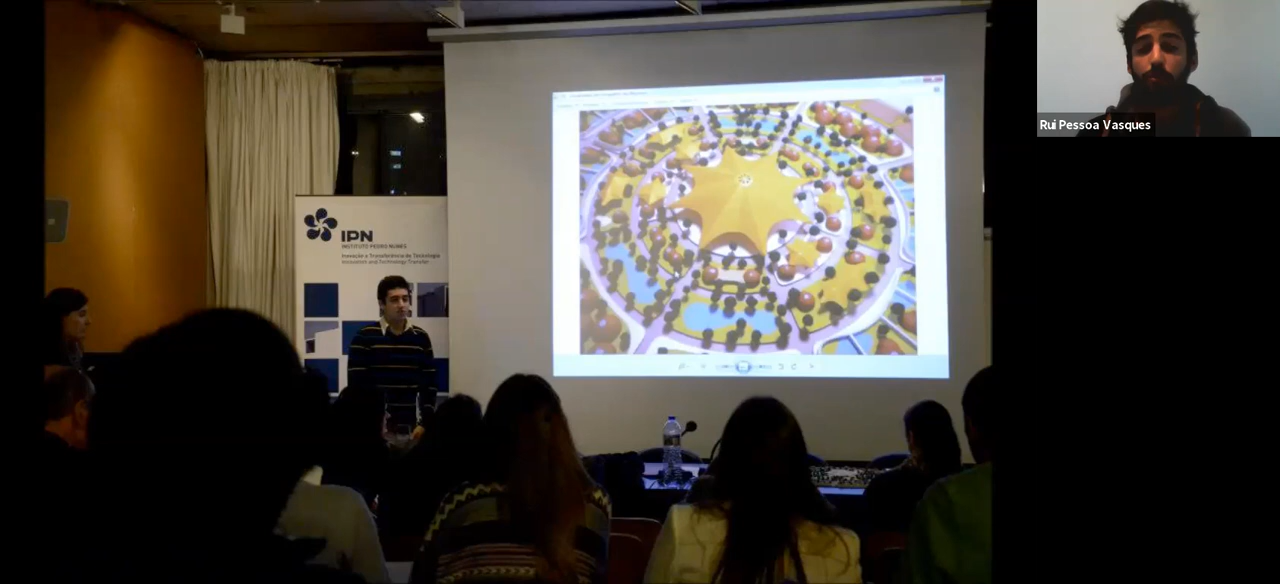 IPN
INSTITUTO PEDRO NUNES
Inovação e Transferência de Tecnologia
Innovation and Technology Transfer
Rui Pessoa Vasques